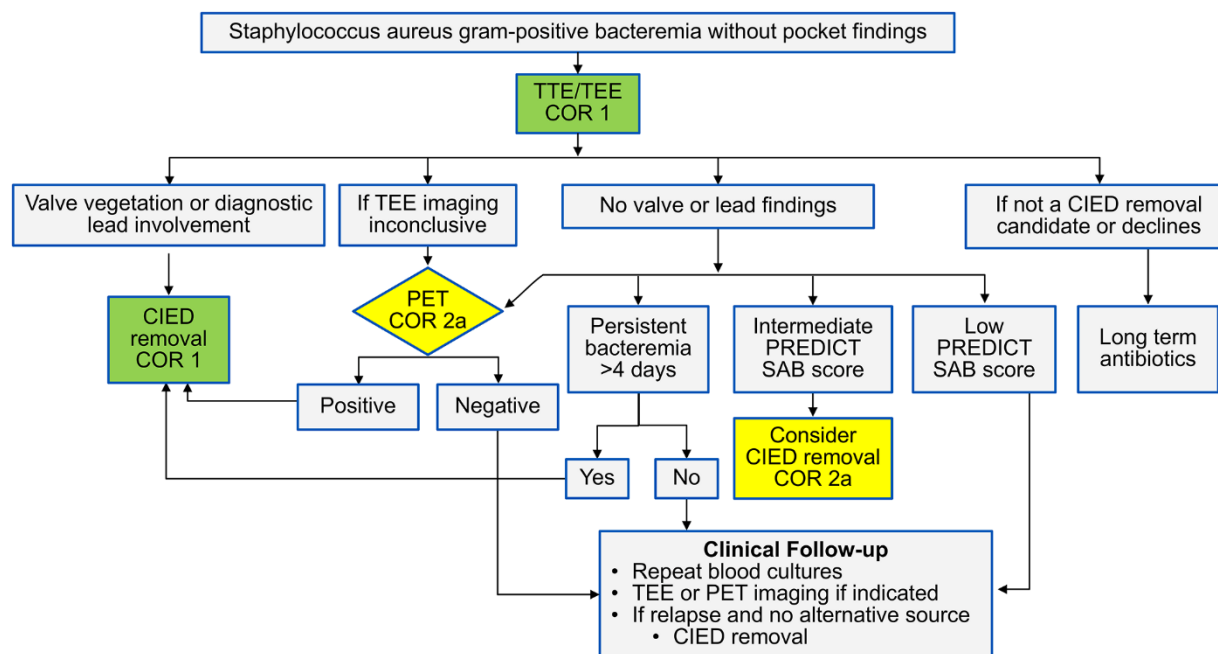 Staphylococcus aureus gram-positive bacteremia without pocket findings
TTE/TEE
COR 1
Valve vegetation or diagnostic
lead involvement
If TEE imaging
inconclusive
No valve or lead findings
If not a CIED removal
candidate or declines
CIED
removal
COR 1
PET
COR 2a
Persistent
bacteremia
>4 days
Intermediate
PREDICT
SAB score
Low
PREDICT
SAB score
Long term
antibiotics
Positive
Negative
Yes
No
Consider
CIED removal
COR 2a
Clinical Follow-up
• Repeat blood cultures
• TEE or PET imaging if indicated
• If relapse and no alternative source
• CIED removal